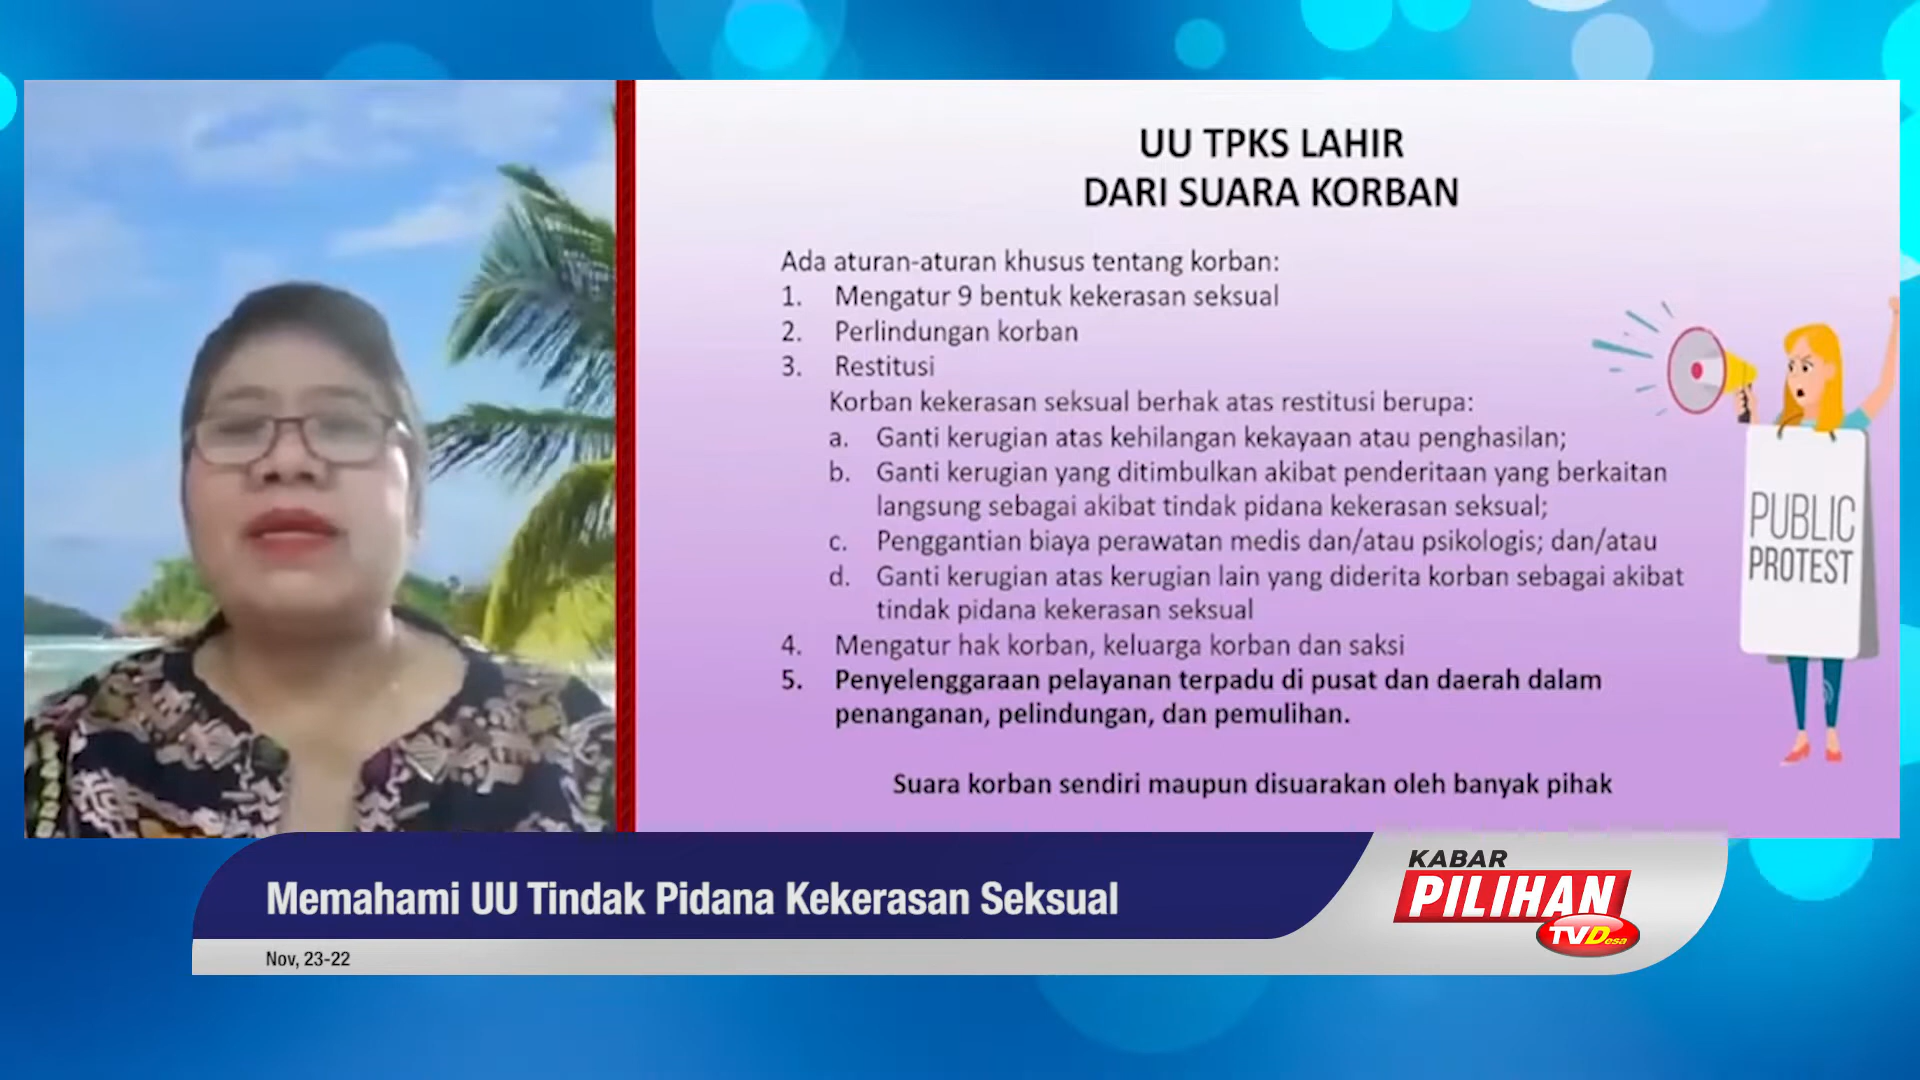 UU TPKS LAHIR
DARI SUARA KORBAN
Ada aturan-aturan khusus tentang korban:
1. Mengatur 9 bentuk kekerasan seksual
2. Perlindungan korban
3. Restitusi
Korban kekerasan seksual berhak atas restitusi berupa:
a. Ganti kerugian atas kehilangan kekayaan atau penghasilan;
b. Ganti kerugian yang ditimbulkan akibat penderitaan yang berkaitan
langsung sebagai akibat tindak pidana kekerasan seksual;
c. Penggantian biaya perawatan medis dan/atau psikologis; dan/atau
d. Ganti kerugian atas kerugian lain yang diderita korban sebagai akibat
tindak pidana kekerasan seksual
4. Mengatur hak korban, keluarga korban dan saksi
5. Penyelenggaraan pelayanan terpadu di pusat dan daerah dalam
penanganan, pelindungan, dan pemulihan.
Suara korban sendiri maupun disuarakan oleh banyak pihak
PUBLIC
PROTEST
Memahami UU Tindak Pidana Kekerasan Seksual
Nov, 23-22
KABAR
PILIHAN
TVDesa